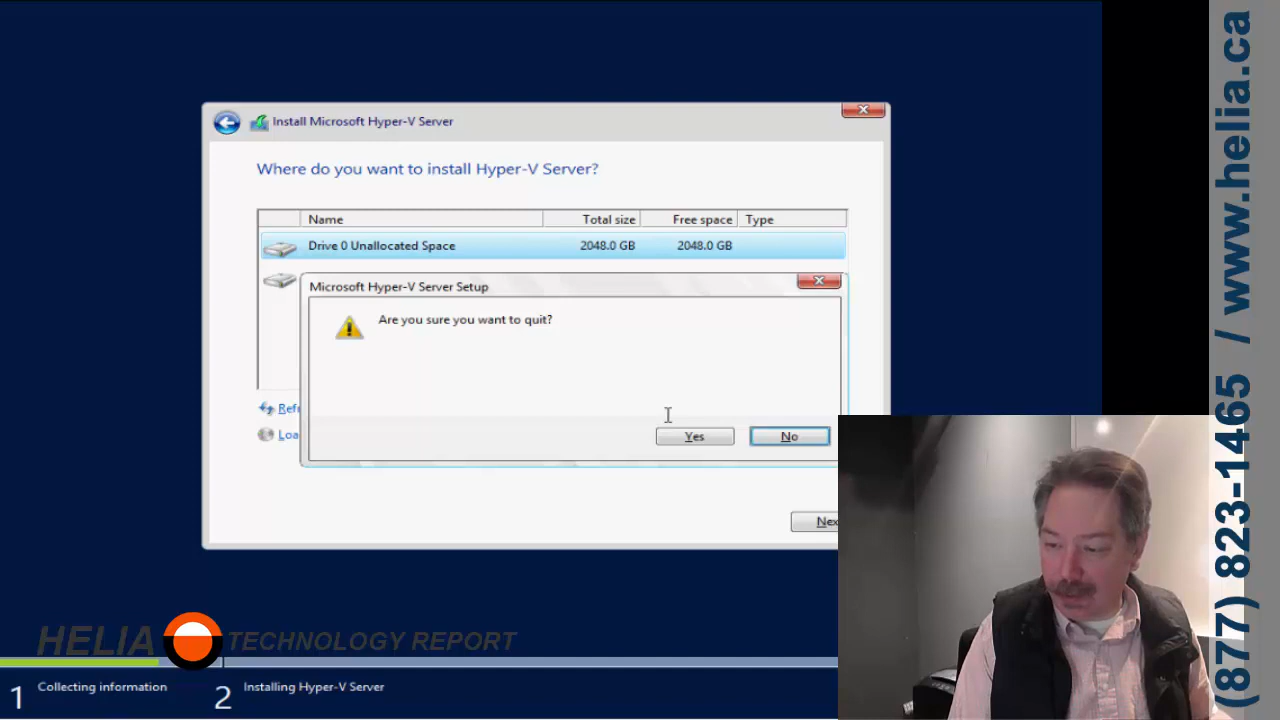 Install Microsoft Hyper-V Server
Where do you want to install Hyper-V Server?
Name Total size Free space Type
Drive 0 Unallocated Space 2048.0 GB 2048.0 GB
Microsoft Hyper-V Server Setup
Are you sure you want to quit?
Refr
Loa
Yes No
Nex
HELIA TECHNOLOGY REPORT
1 Collecting information 2 Installing Hyper-V Server
(877) 823-1465 / www.helia.ca